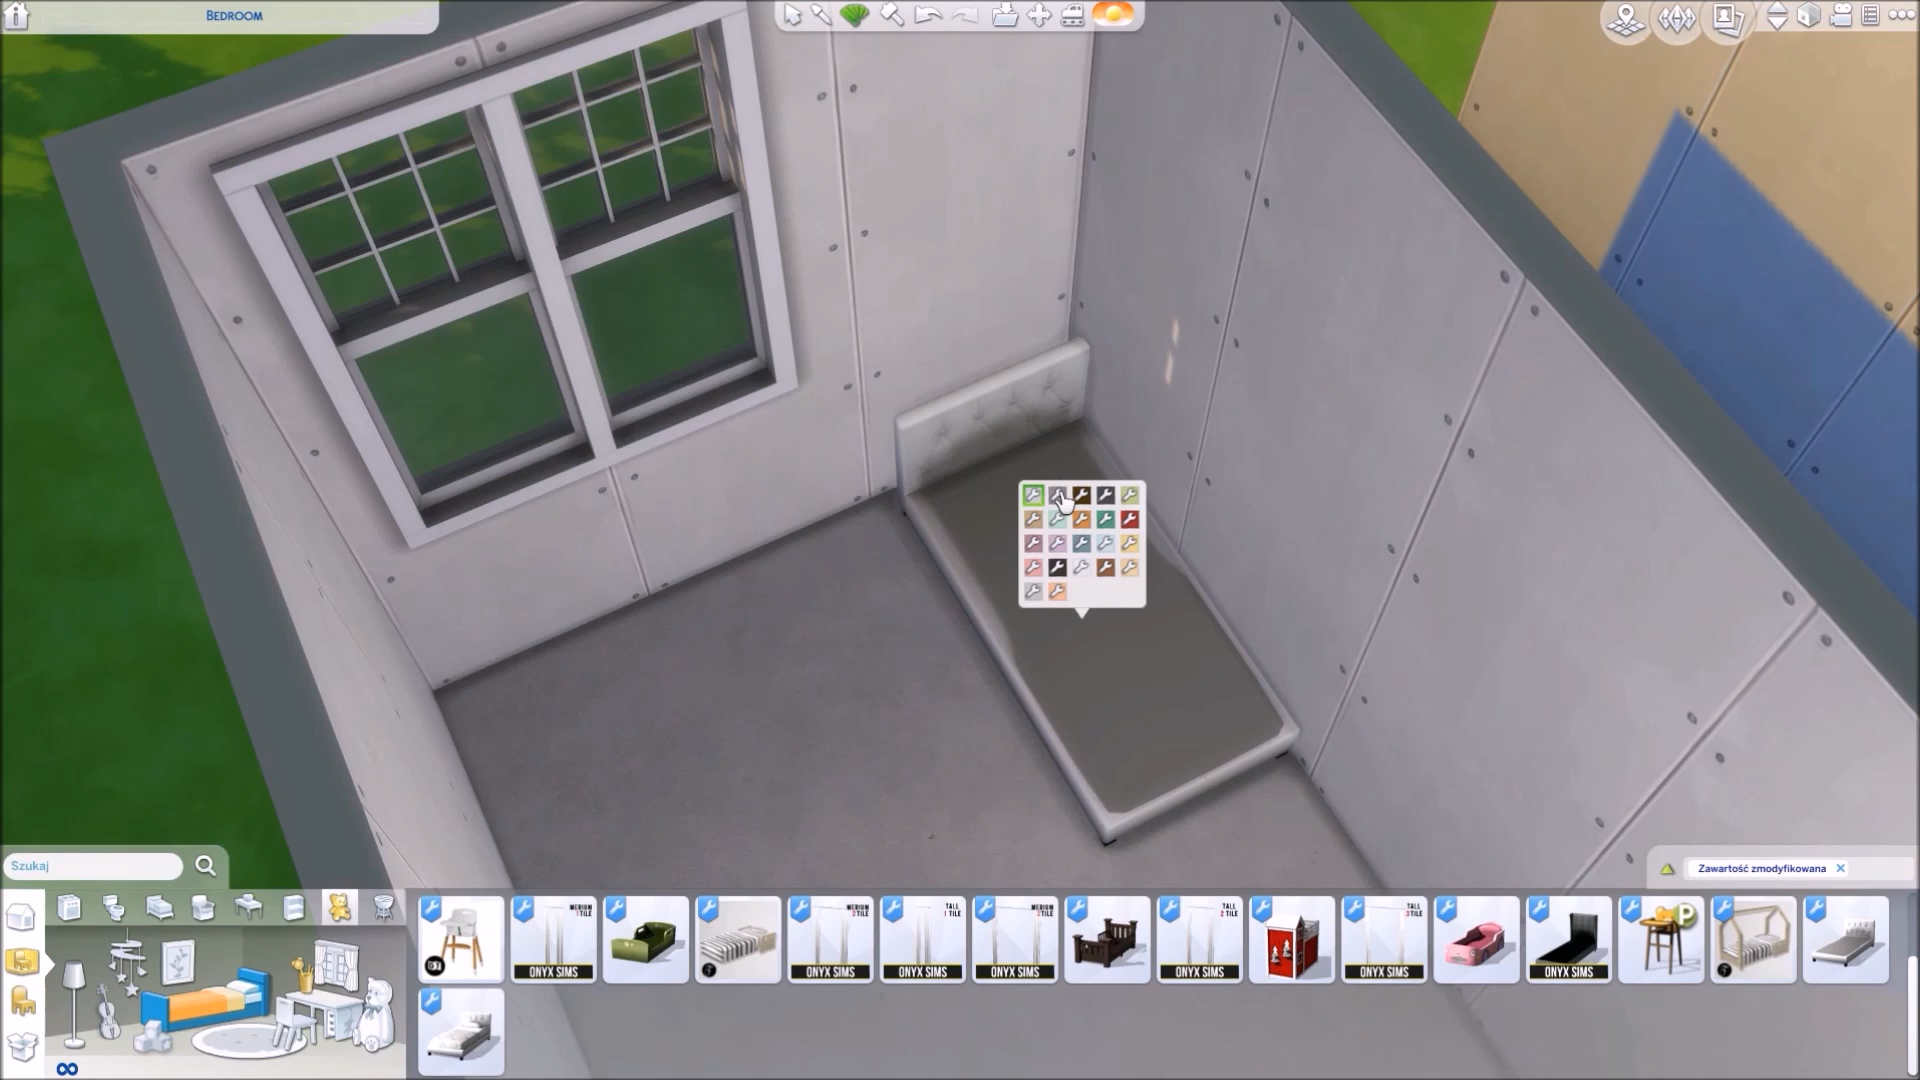 BEDROOM
Szukaj
Zawartość zmodyfikowana
BT
MEDIUM
1 TILE
ONYX SIMS
MEDIUM
2 TILE
ONYX SIMS
TALL
1 TILE
ONYX SIMS
MEDIUM
3 TILE
ONYX SIMS
TALL
2 TILE
ONYX SIMS
TALL
3 TILE
ONYX SIMS
ONYX SIMS
P